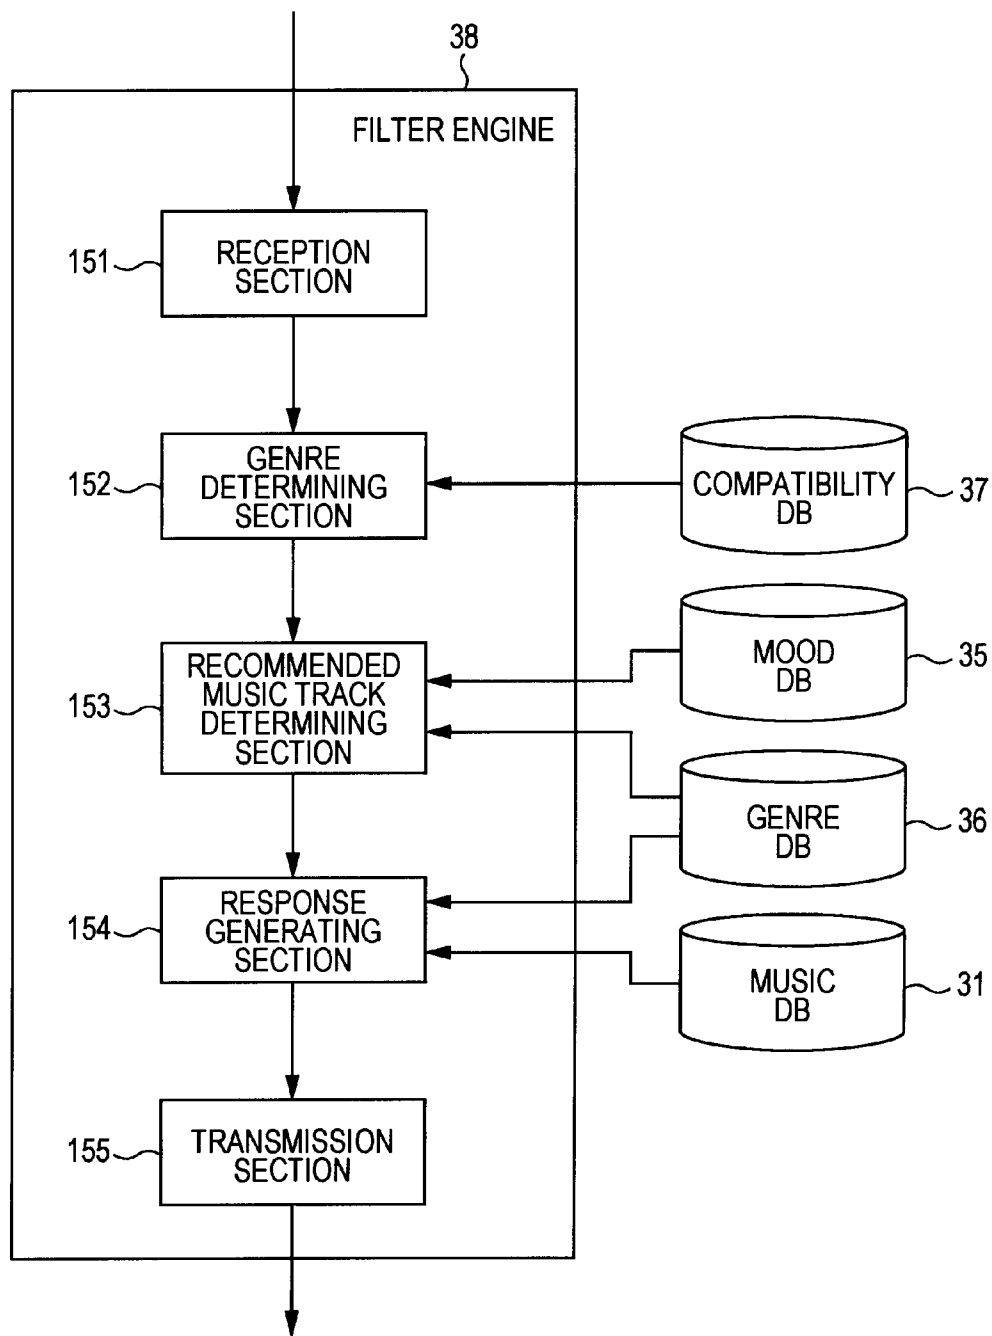 38
FILTER ENGINE
151
RECEPTION
SECTION
152
GENRE
DETERMINING
SECTION
COMPATIBILITY
DB
37
153
RECOMMENDED
MUSIC TRACK
DETERMINING
SECTION
MOOD
DB
35
GENRE
DB
36
154
RESPONSE
GENERATING
SECTION
MUSIC
DB
31
155
TRANSMISSION
SECTION